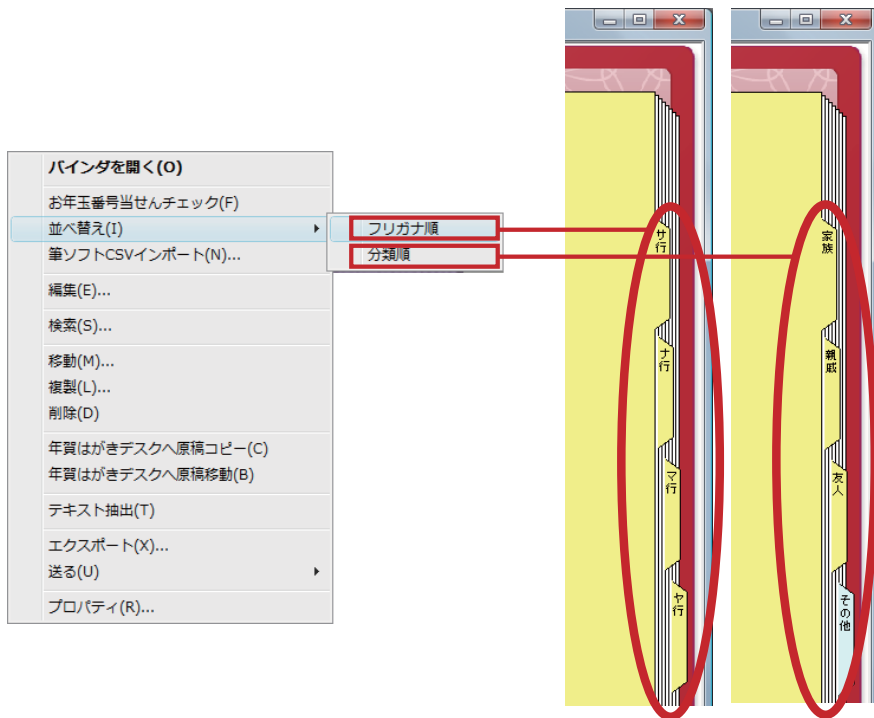 バインダを開く(O)
お年玉番号当せんチェック(F)
並べ替え(I)
筆ソフトCSVインポート(N)...
編集(E)...
検索(S)...
移動(M)...
複製(L)...
削除(D)
年賀はがきデスクへ原稿コピー(C)
年賀はがきデスクへ原稿移動(B)
テキスト抽出(T)
エクスポート(X)...
送る(U)
プロパティ(R)...
フリガナ順
分類順
サ行
ナ行
マ行
ヤ行
家族
親戚
友人
その他